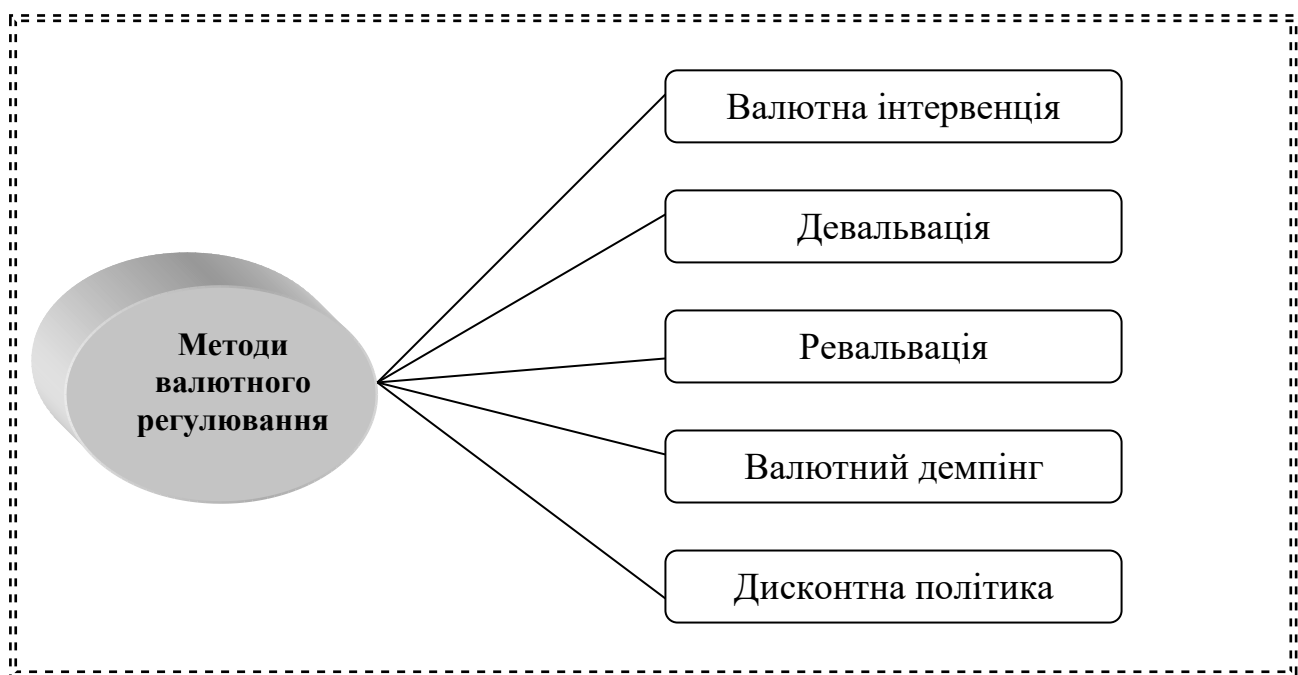 Валютна інтервенція
Девальвація
Методи
валютного
регулювання
Ревальвація
Валютний демпінг
Дисконтна політика